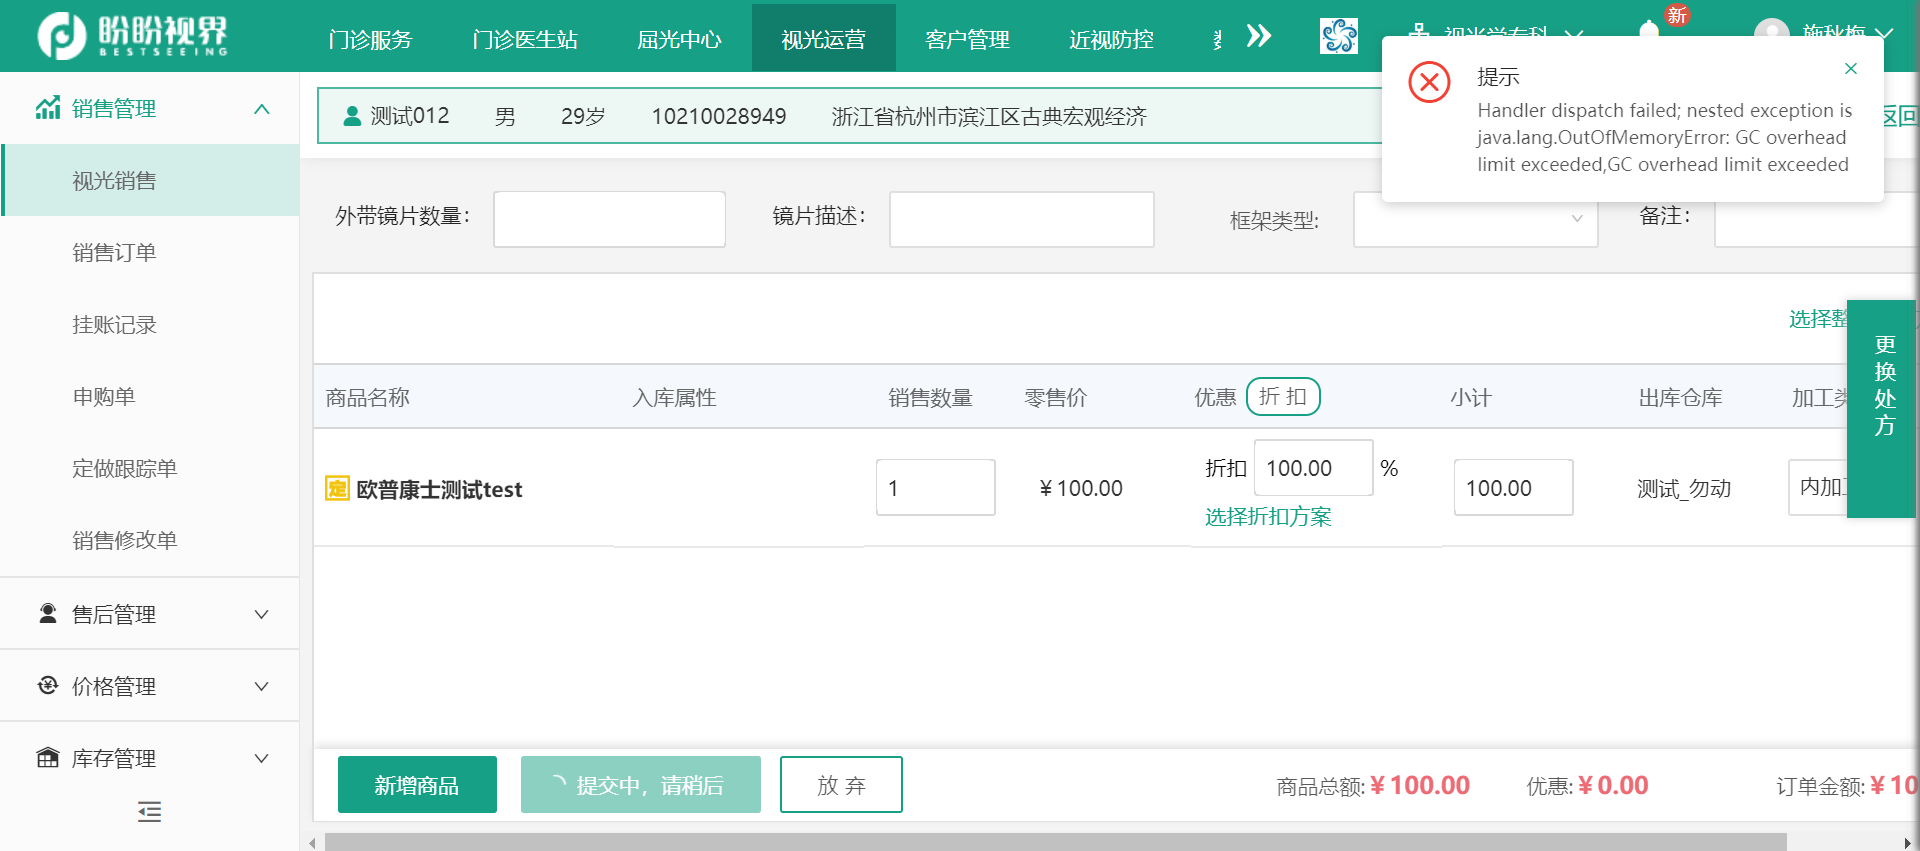 盼盼视界
BESTSEEING
门诊服务
门诊医生站
屈光中心
视光运营
客户管理
近视防控
视光学专科
新
施秋梅
提示
Handler dispatch failed; nested exception is
java.lang.OutOfMemoryError: GC overhead
limit exceeded,GC overhead limit exceeded
销售管理
视光销售
销售订单
挂账记录
申购单
定做跟踪单
销售修改单
售后管理
价格管理
库存管理
测试012 男 29岁 10210028949 浙江省杭州市滨江区古典宏观经济
返回
外带镜片数量：
镜片描述：
框架类型:
备注：
选择整
更换处方
商品名称 入库属性 销售数量 零售价 优惠 折 扣 小计 出库仓库 加工类
定 欧普康士测试test 1 ￥100.00 折扣 100.00 % 100.00 测试_勿动 内加工
选择折扣方案
新增商品
提交中，请稍后
放 弃
商品总额:￥100.00 优惠:￥0.00 订单金额:￥10